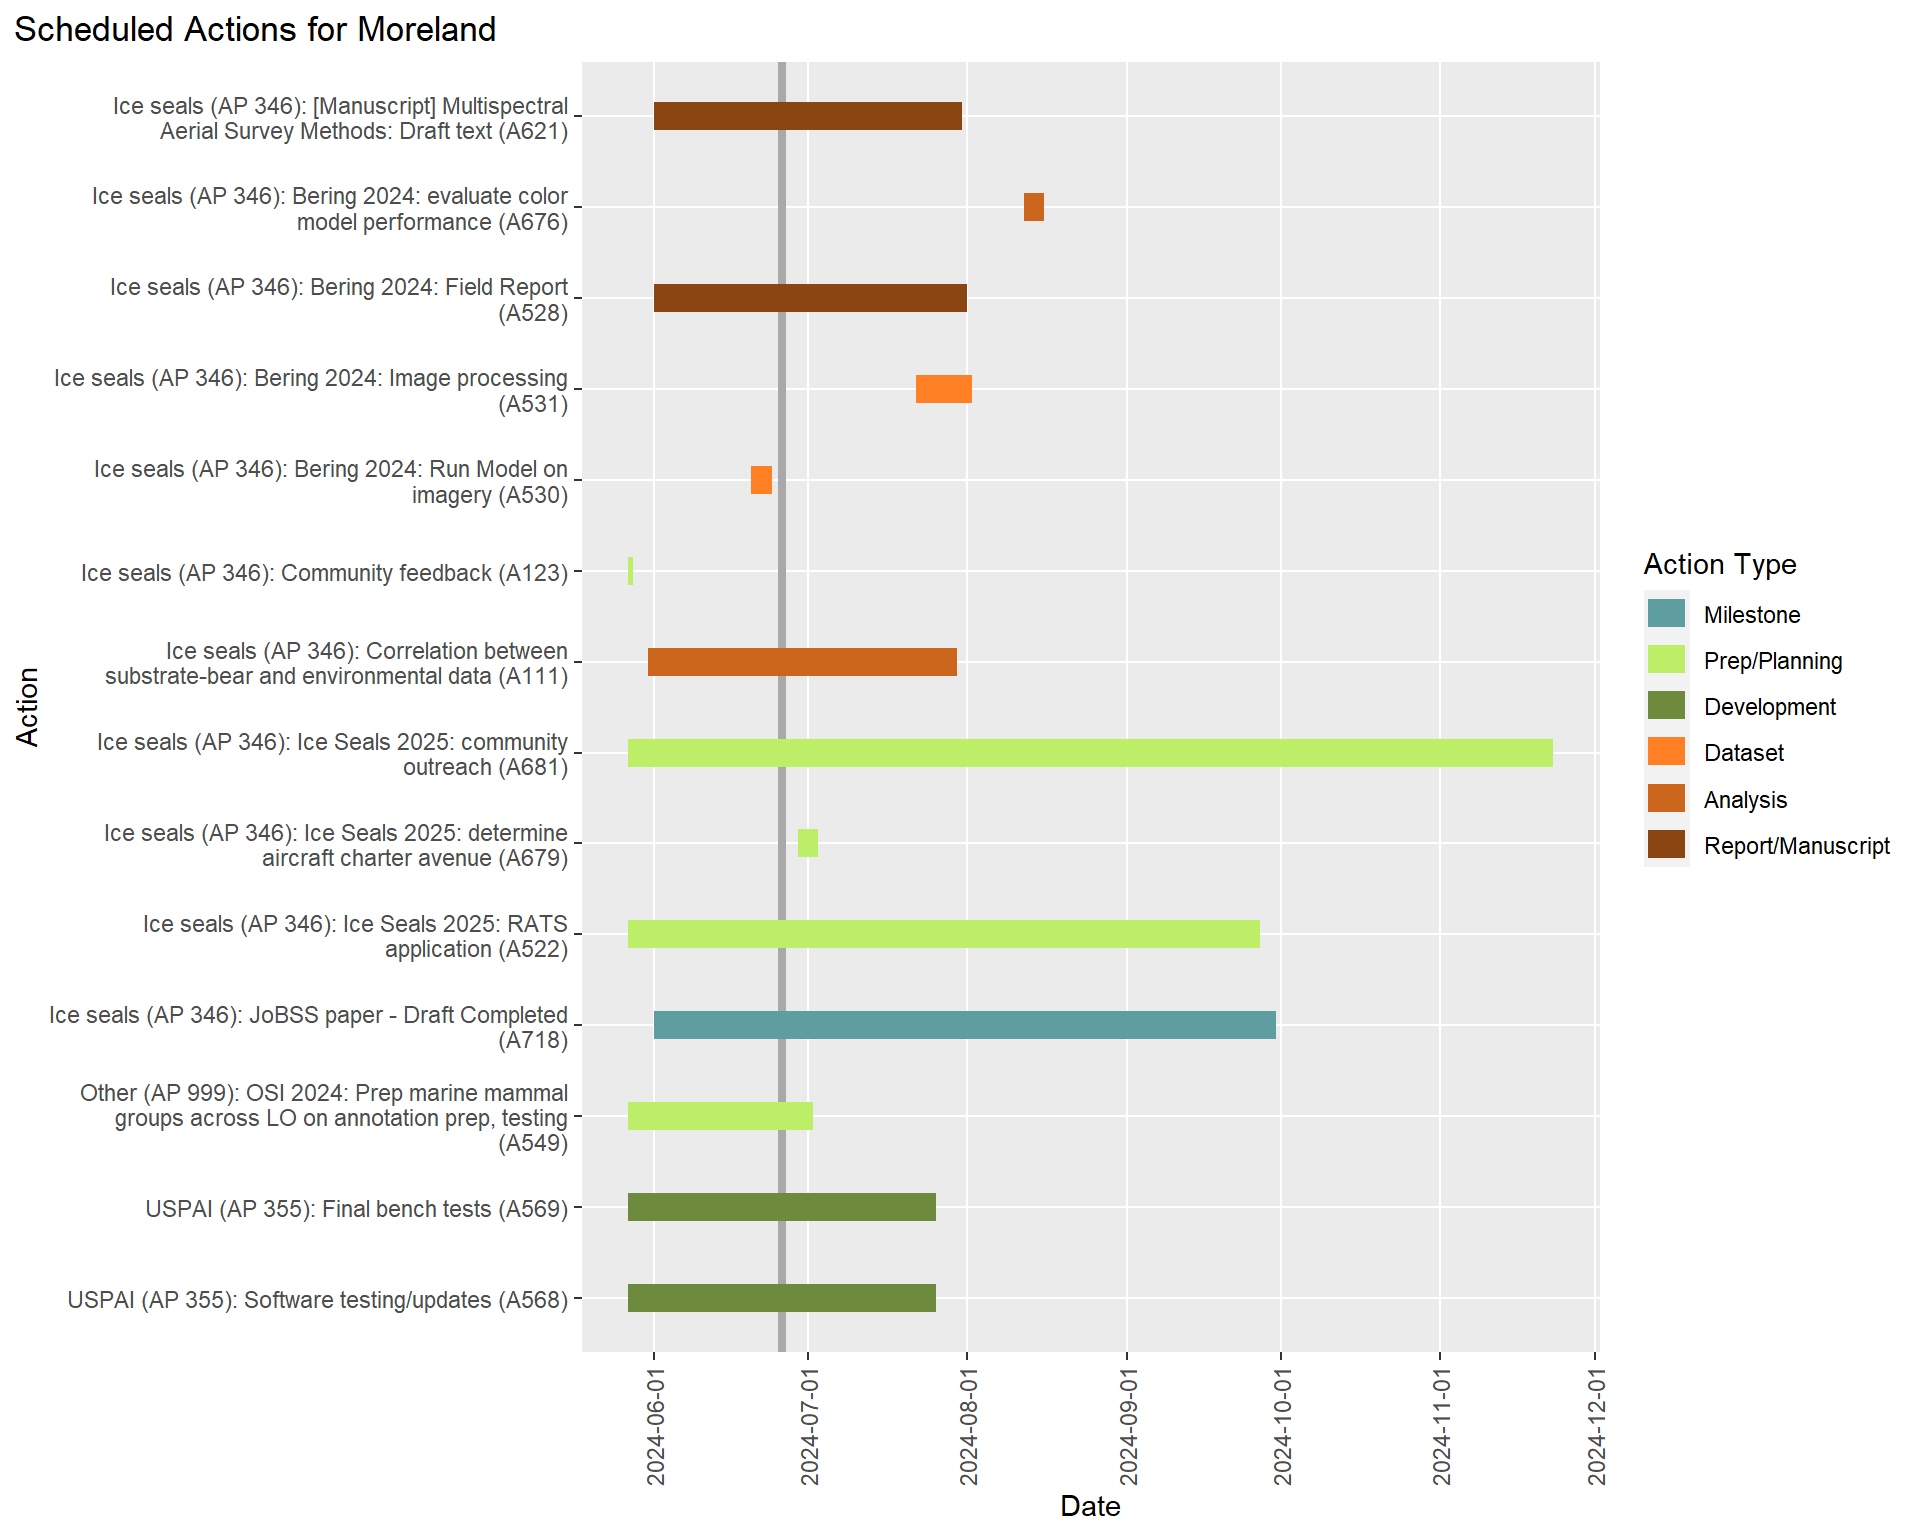 Scheduled Actions for Moreland
Ice seals (AP 346): [Manuscript] Multispectral
Aerial Survey Methods: Draft text (A621)
Ice seals (AP 346): Bering 2024: evaluate color
model performance (A676)
Ice seals (AP 346): Bering 2024: Field Report
(A528)
Ice seals (AP 346): Bering 2024: Image processing
(A531)
Ice seals (AP 346): Bering 2024: Run Model on
imagery (A530)
Ice seals (AP 346): Community feedback (A123)
Ice seals (AP 346): Correlation between
substrate-bear and environmental data (A111)
Ice seals (AP 346): Ice Seals 2025: community
outreach (A681)
Ice seals (AP 346): Ice Seals 2025: determine
aircraft charter avenue (A679)
Ice seals (AP 346): Ice Seals 2025: RATS
application (A522)
Ice seals (AP 346): JoBSS paper - Draft Completed
(A718)
Other (AP 999): OSI 2024: Prep marine mammal
groups across LO on annotation prep, testing
(A549)
USPAI (AP 355): Final bench tests (A569)
USPAI (AP 355): Software testing/updates (A568)
Action
2024-06-01
2024-07-01
2024-08-01
2024-09-01
2024-10-01
2024-11-01
2024-12-01
Date
Action Type
Milestone
Prep/Planning
Development
Dataset
Analysis
Report/Manuscript